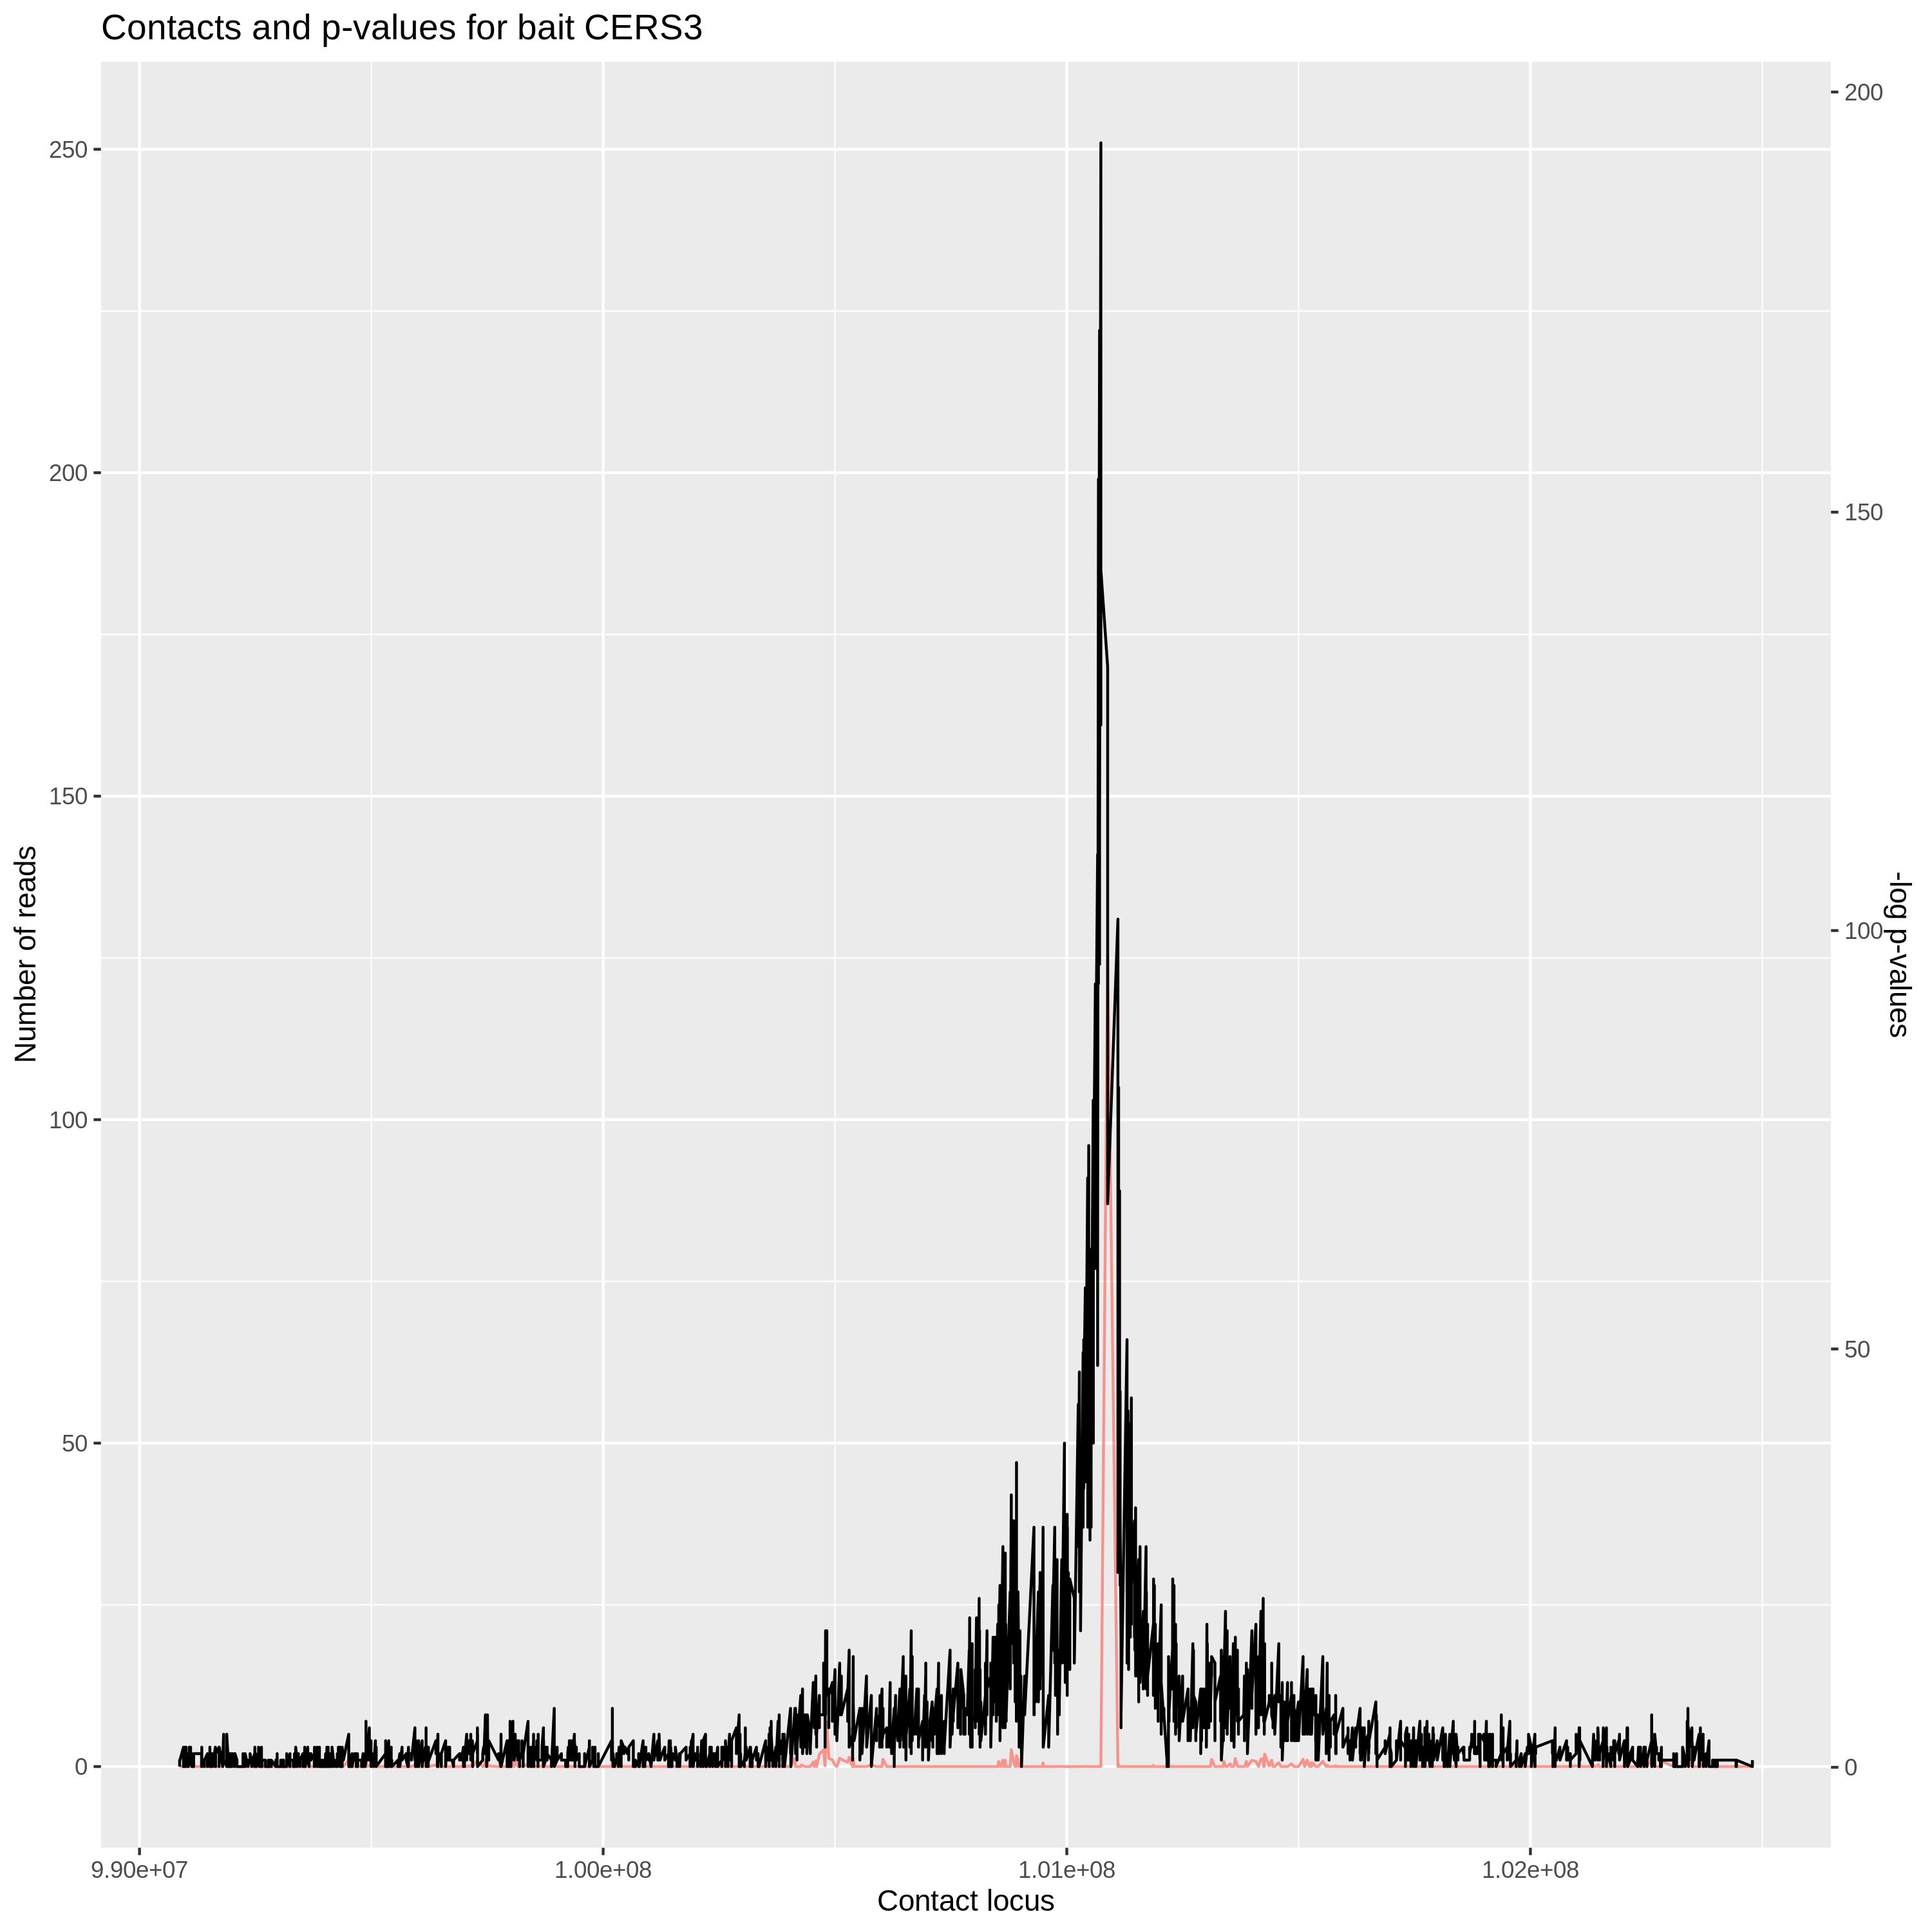 Contacts and p-values for bait CERS3
250
200
150
100
50
0
Number of reads
200
150
100
50
0
-log p-values
9.90e+07
1.00e+08
1.01e+08
1.02e+08
Contact locus